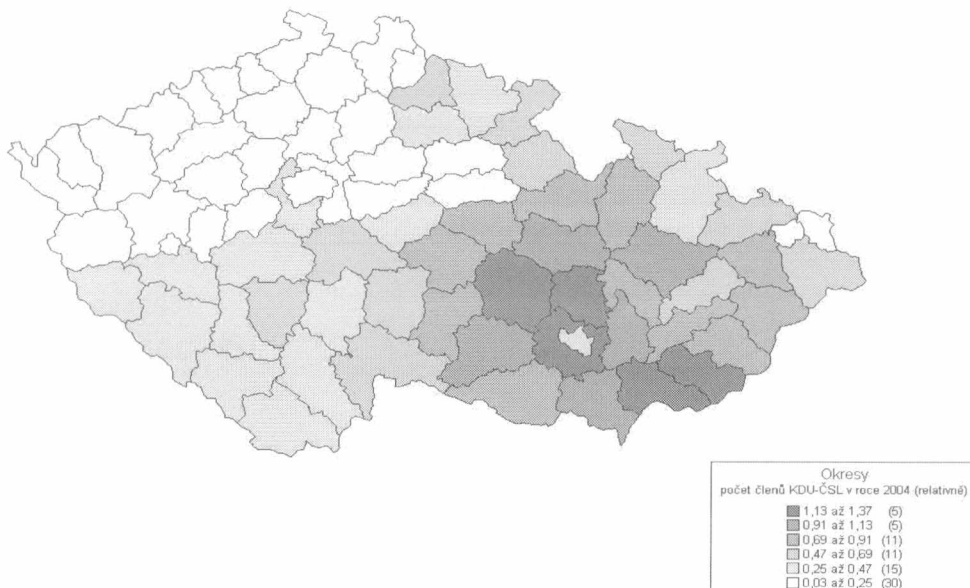 Okresy
počet členů KDU-ČSL v roce 2004 (relativně)
1,13 až 1,37 (5)
0,91 až 1,13 (5)
0,69 až 0,91 (11)
0,47 až 0,69 (11)
0,25 až 0,47 (15)
0,03 až 0,25 (30)